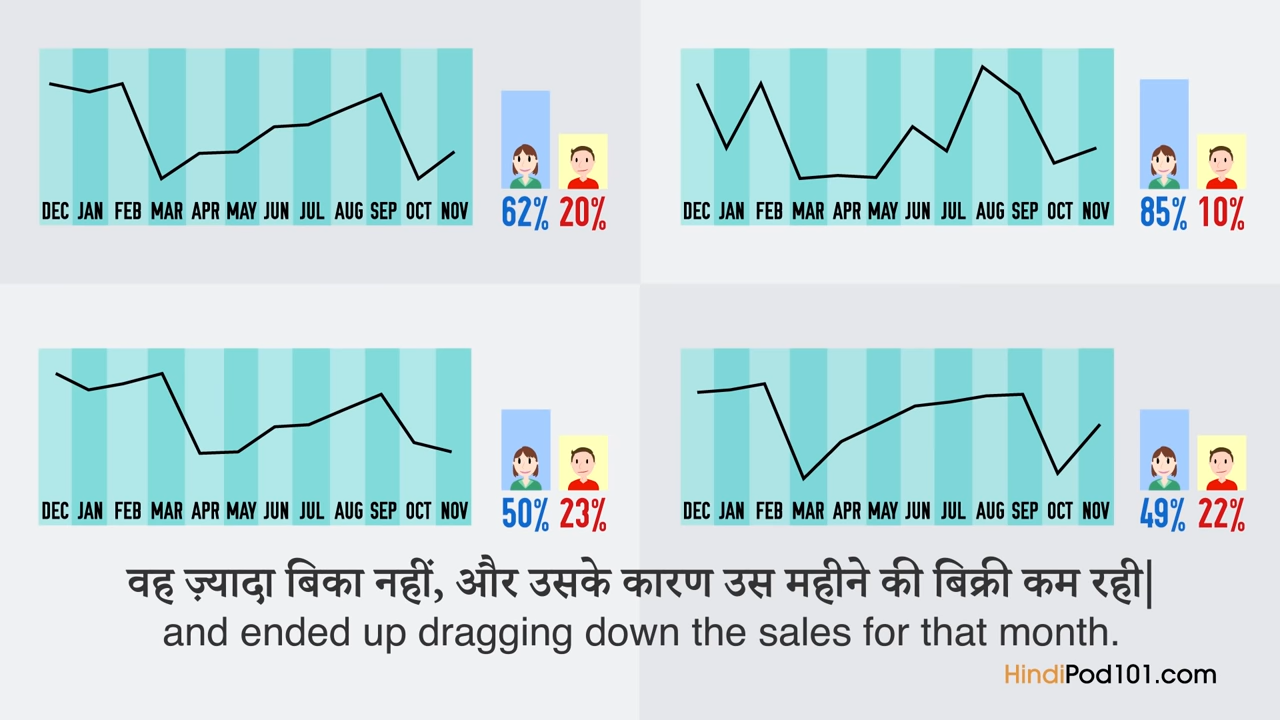 DEC JAN FEB MAR APR MAY JUN JUL AUG SEP OCT NOV
62% 20%
DEC JAN FEB MAR APR MAY JUN JUL AUG SEP OCT NOV
85% 10%
DEC JAN FEB MAR APR MAY JUN JUL AUG SEP OCT NOV
50% 23%
DEC JAN FEB MAR APR MAY JUN JUL AUG SEP OCT NOV
49% 22%
वह ज़्यादा बिका नहीं, और उसके कारण उस महीने की बिक्री कम रही|
and ended up dragging down the sales for that month.
HindiPod101.com